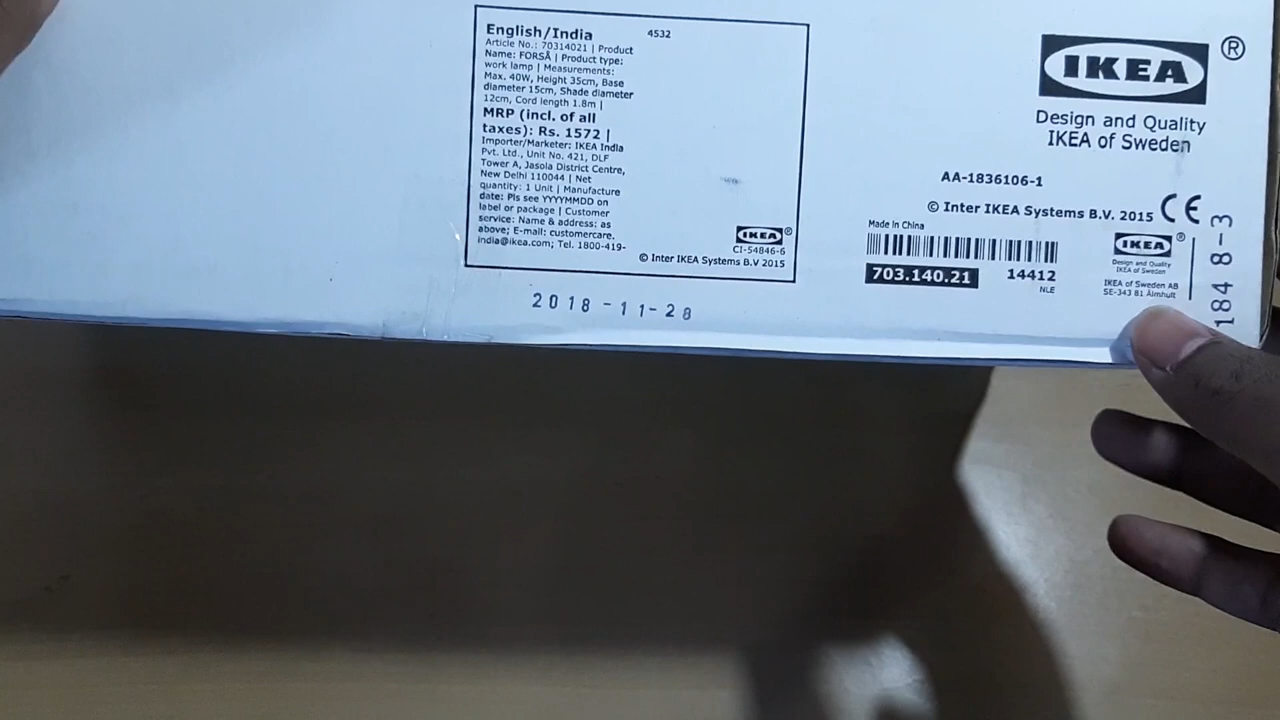 English/India
4532
Article No.: 70314021 | Product
Name: FORSÅ | Product type:
work lamp | Measurements:
Max. 40W, Height 35cm, Base
diameter 15cm, Shade diameter
12cm, Cord length 1.8m |
MRP (incl. of all
taxes): Rs. 1572 |
Importer/Marketer: IKEA India
Pvt. Ltd., Unit No. 421, DLF
Tower A, Jasola District Centre,
New Delhi 110044 | Net
quantity: 1 Unit | Manufacture
date: Pls see YYYYMMDD on
label or package | Customer
service: Name & address: as
above; E-mail: customercare.
india@ikea.com; Tel. 1800-419-
IKEA®
CI-54846-6
© Inter IKEA Systems B.V 2015
2018-11-28
IKEA®
Design and Quality
IKEA of Sweden
AA-1836106-1
© Inter IKEA Systems B.V. 2015
CE
Made in China
703.140.21
14412
NLE
IKEA®
Design and Quality
IKEA of Sweden
IKEA of Sweden AB
SE-343 81 Älmhult
184 8-3